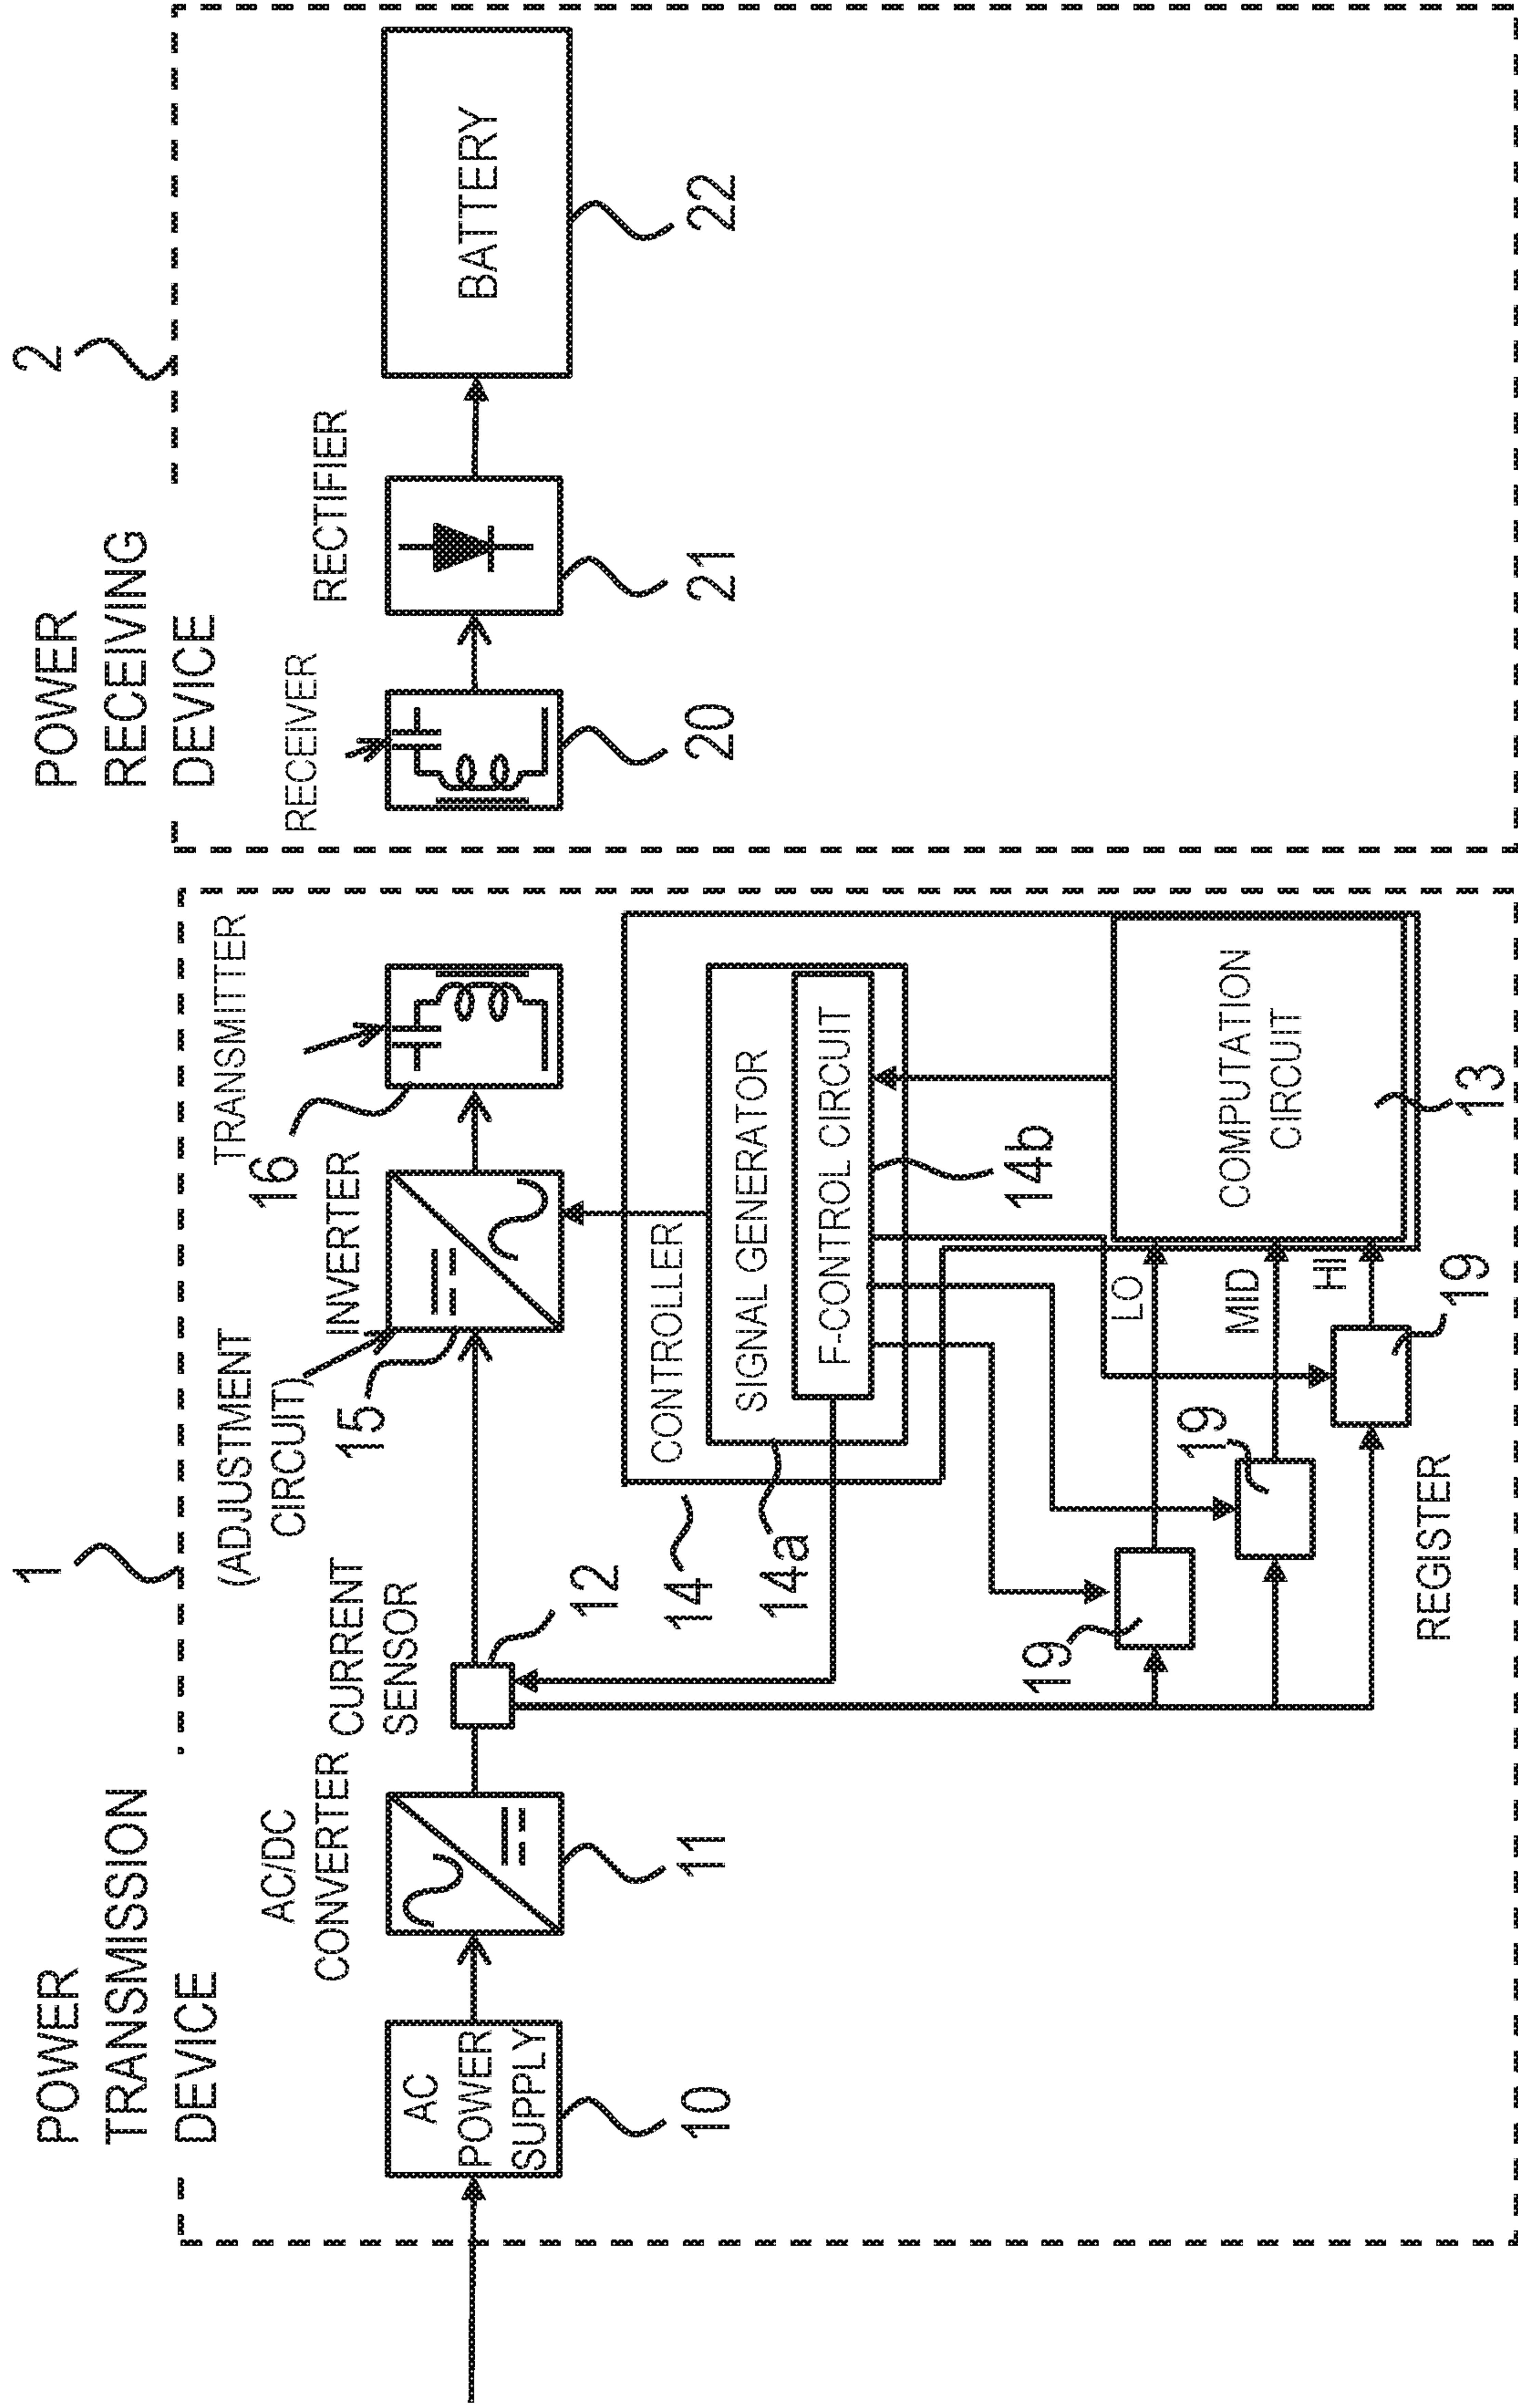 POWER
TRANSMISSION
DEVICE
1
POWER
RECEIVING
DEVICE
2
AC
POWER
SUPPLY
10
AC/DC
CONVERTER
11
CURRENT
SENSOR
12
(ADJUSTMENT
CIRCUIT)
INVERTER
15
TRANSMITTER
16
RECEIVER
20
RECTIFIER
21
BATTERY
22
CONTROLLER
14
SIGNAL GENERATOR
14a
F-CONTROL CIRCUIT
14b
19
19
19
REGISTER
LO
MID
HI
COMPUTATION
CIRCUIT
13